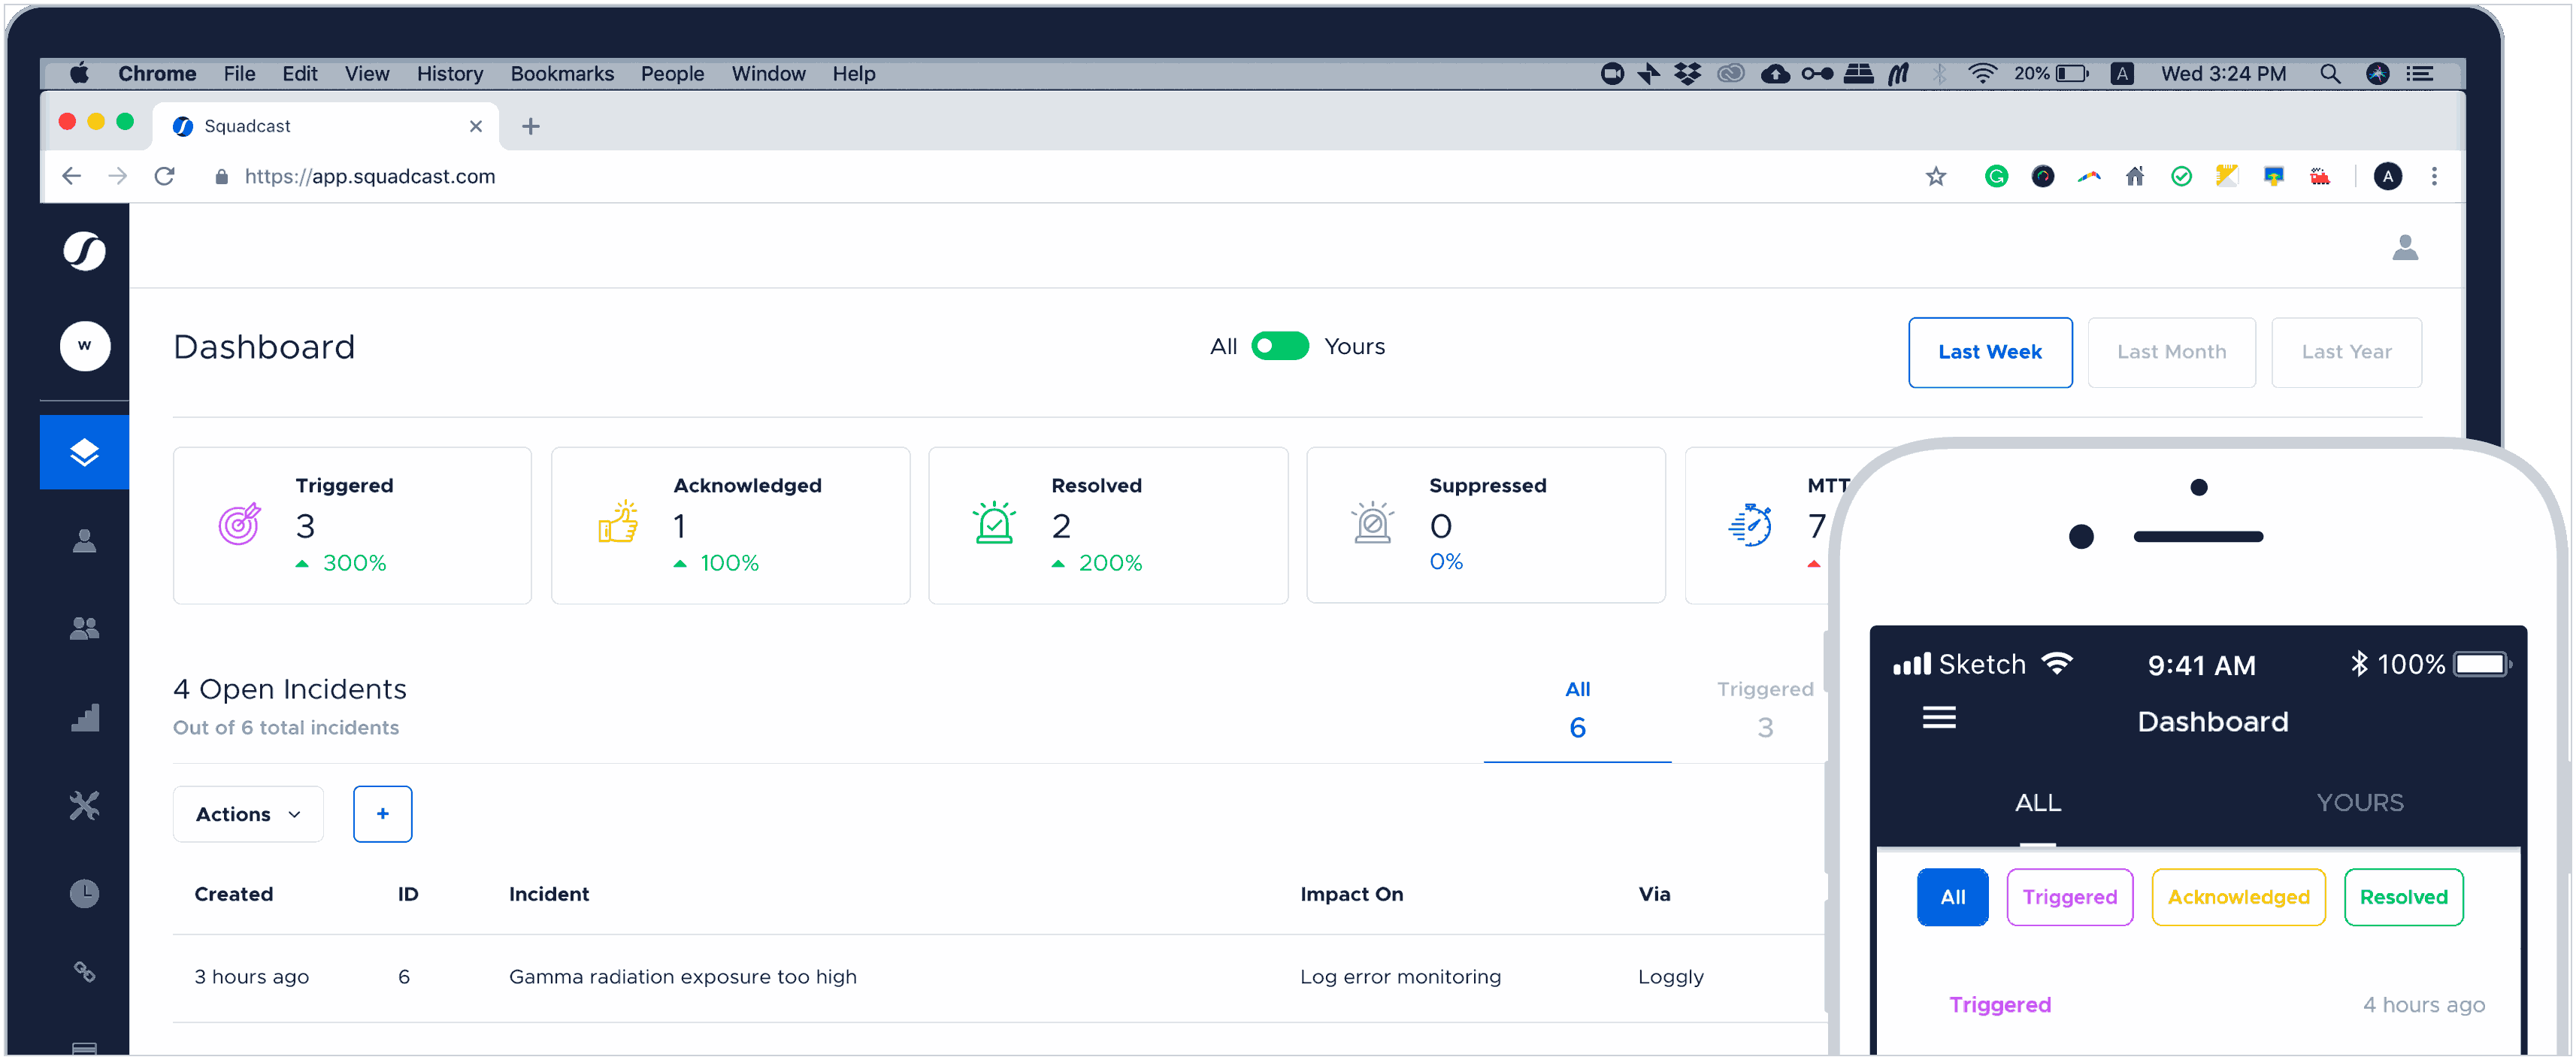 Chrome File Edit View History Bookmarks People Window Help 20% A Wed 3:24 PM
Squadcast
https://app.squadcast.com A
W
Dashboard All Yours Last Week Last Month Last Year
Triggered Acknowledged Resolved Suppressed MTT
3 1 2 0 7
300% 100% 200% 0%
4 Open Incidents All Triggered
Out of 6 total incidents 6 3
Actions +
Created ID Incident Impact On Via
3 hours ago 6 Gamma radiation exposure too high Log error monitoring Loggly
Sketch 9:41 AM 100%
Dashboard
ALL YOURS
All Triggered Acknowledged Resolved
Triggered 4 hours ago